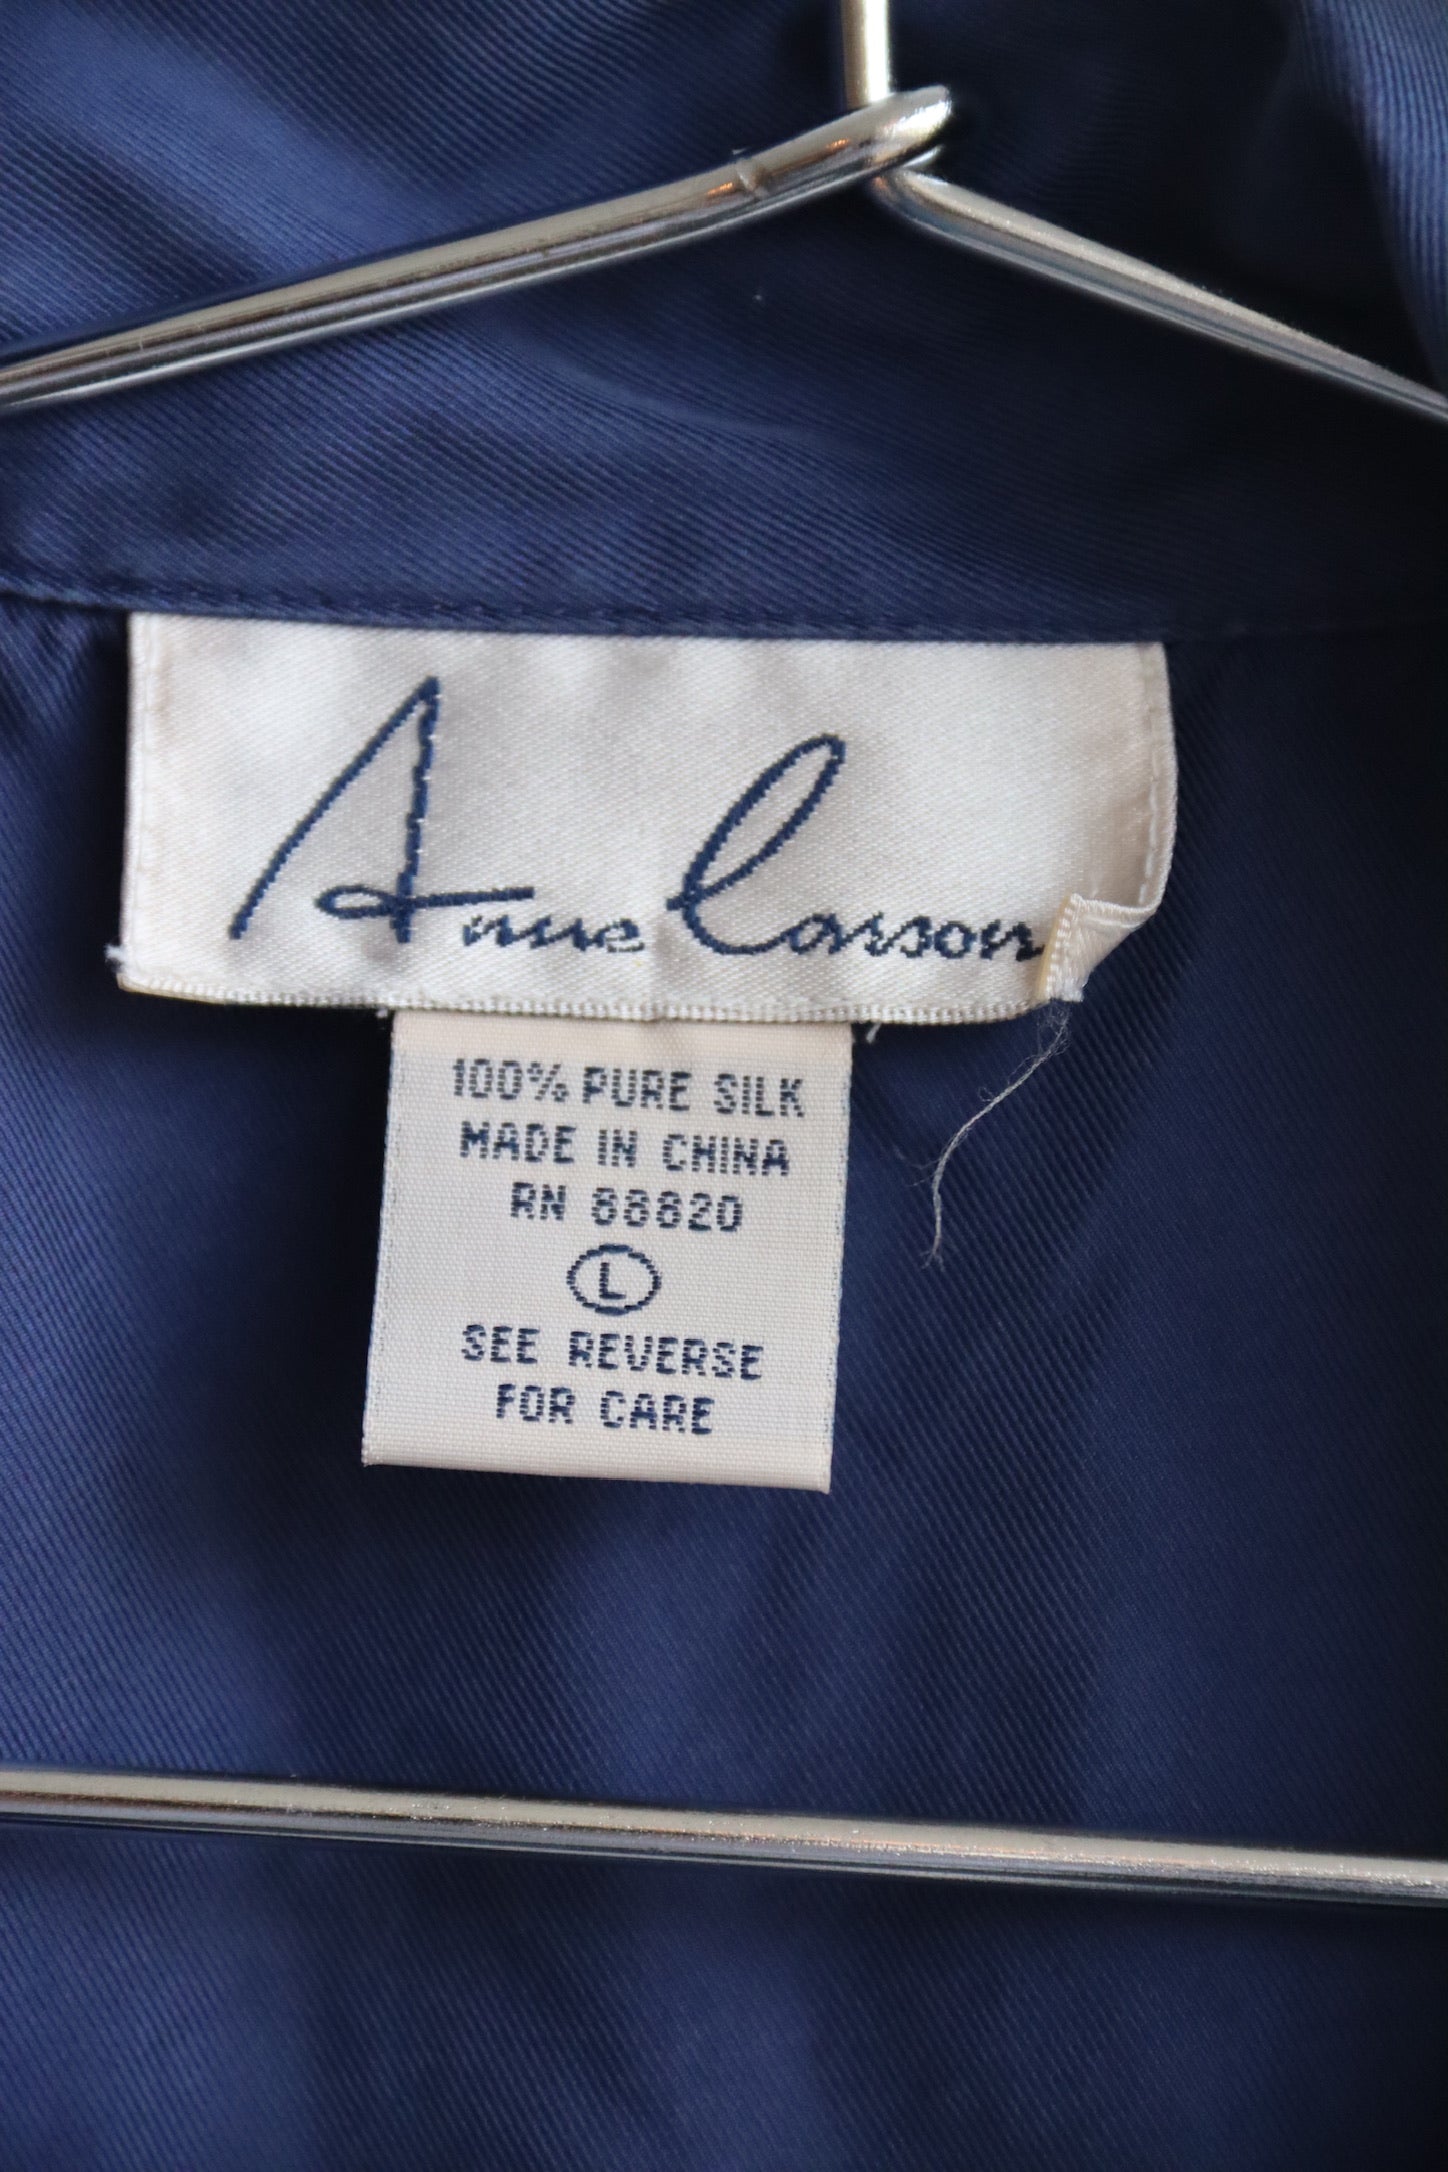 Anne Carson
100% PURE SILK
MADE IN CHINA
RN 88820
L
SEE REVERSE
FOR CARE